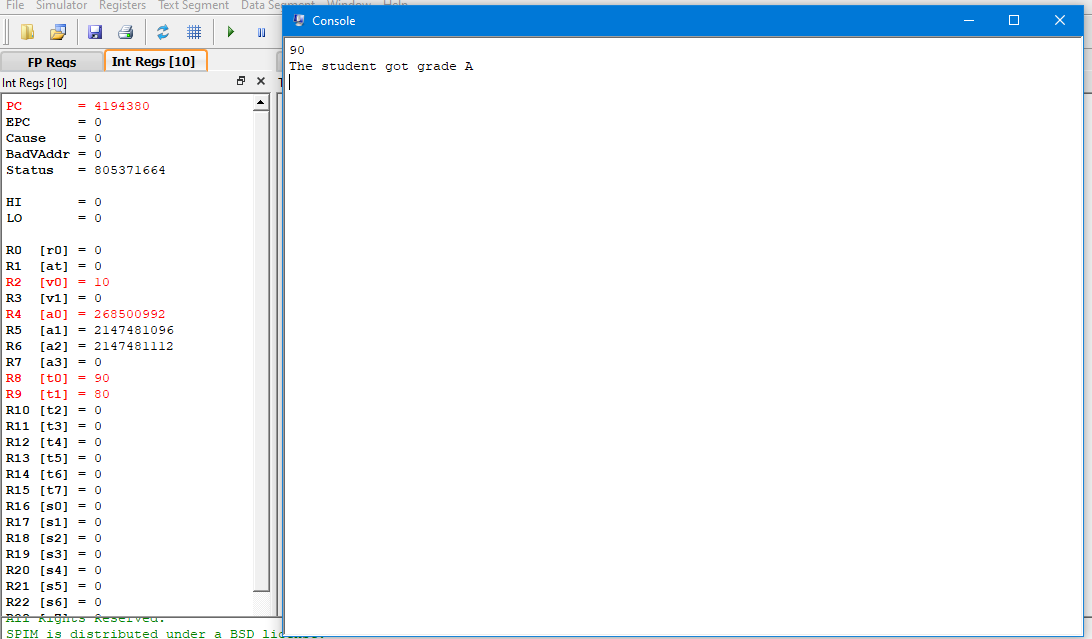 File Simulator Registers Text Segment Data Se Window Help
Console
FP Regs
Int Regs [10]
Int Regs [10]
PC = 4194380
EPC = 0
Cause = 0
BadVAddr = 0
Status = 805371664
HI = 0
LO = 0
R0 [r0] = 0
R1 [at] = 0
R2 [v0] = 10
R3 [v1] = 0
R4 [a0] = 268500992
R5 [a1] = 2147481096
R6 [a2] = 2147481112
R7 [a3] = 0
R8 [t0] = 90
R9 [t1] = 80
R10 [t2] = 0
R11 [t3] = 0
R12 [t4] = 0
R13 [t5] = 0
R14 [t6] = 0
R15 [t7] = 0
R16 [s0] = 0
R17 [s1] = 0
R18 [s2] = 0
R19 [s3] = 0
R20 [s4] = 0
R21 [s5] = 0
R22 [s6] = 0
All Rights Reserved.
SPIM is distributed under a BSD license.
90
The student got grade A